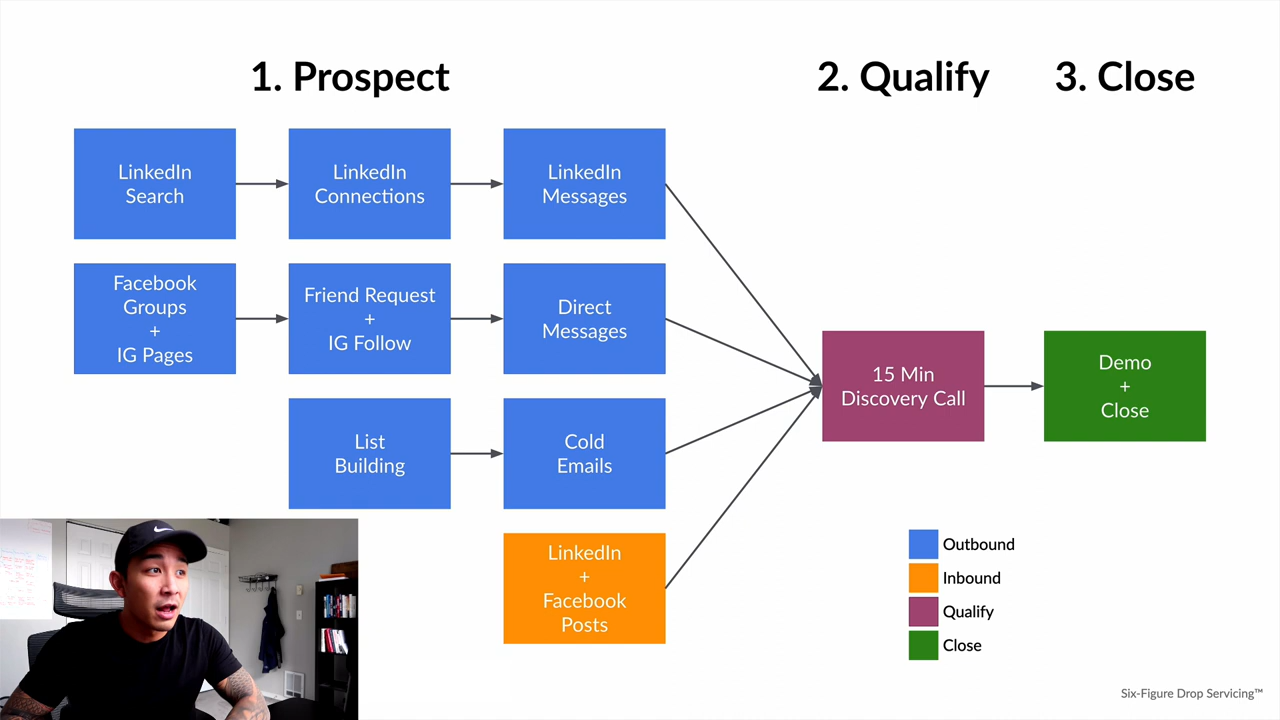 1. Prospect
2. Qualify
3. Close
LinkedIn
Search
LinkedIn
Connections
LinkedIn
Messages
Facebook
Groups
+
IG Pages
Friend Request
+
IG Follow
Direct
Messages
List
Building
Cold
Emails
LinkedIn
+
Facebook
Posts
15 Min
Discovery Call
Demo
+
Close
Outbound
Inbound
Qualify
Close
Six-Figure Drop Servicing™